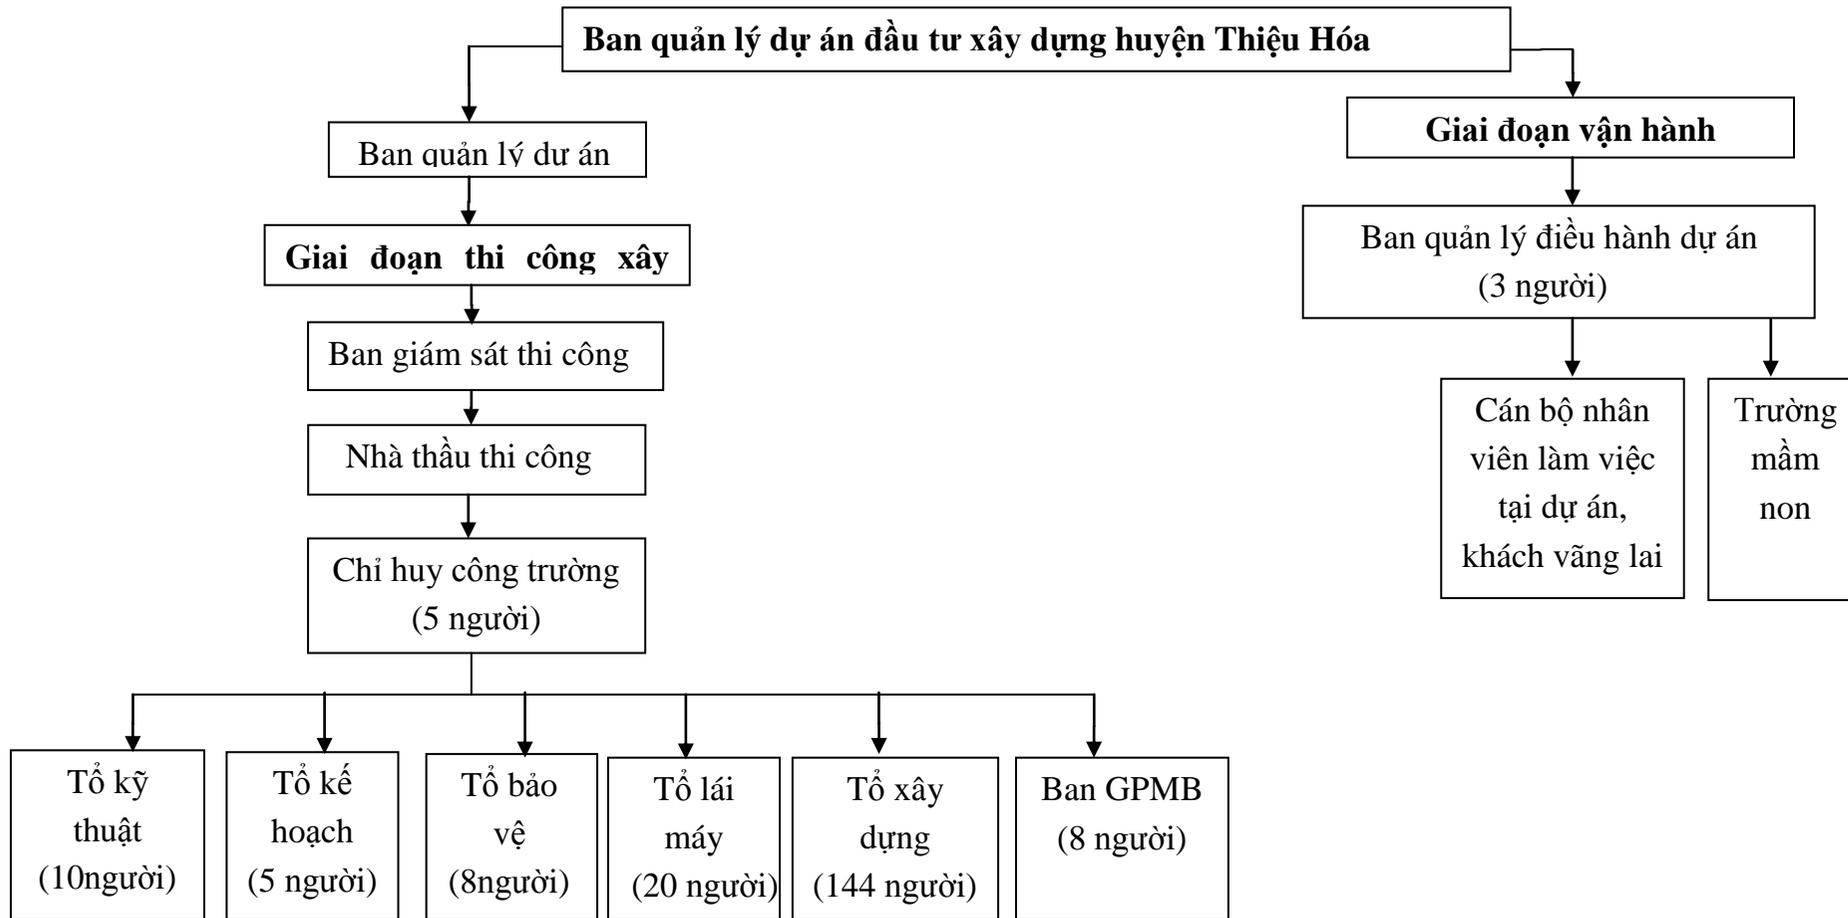 Ban quản lý dự án đầu tư xây dựng huyện Thiệu Hóa
Ban quản lý dự án
Giai đoạn thi công xây
Ban giám sát thi công
Nhà thầu thi công
Chỉ huy công trường
(5 người)
Tổ kỹ
thuật
(10người)
Tổ kế
hoạch
(5 người)
Tổ bảo
vệ
(8người)
Tổ lái
máy
(20 người)
Tổ xây
dựng
(144 người)
Ban GPMB
(8 người)
Giai đoạn vận hành
Ban quản lý điều hành dự án
(3 người)
Cán bộ nhân
viên làm việc
tại dự án,
khách vãng lai
Trường
mầm
non